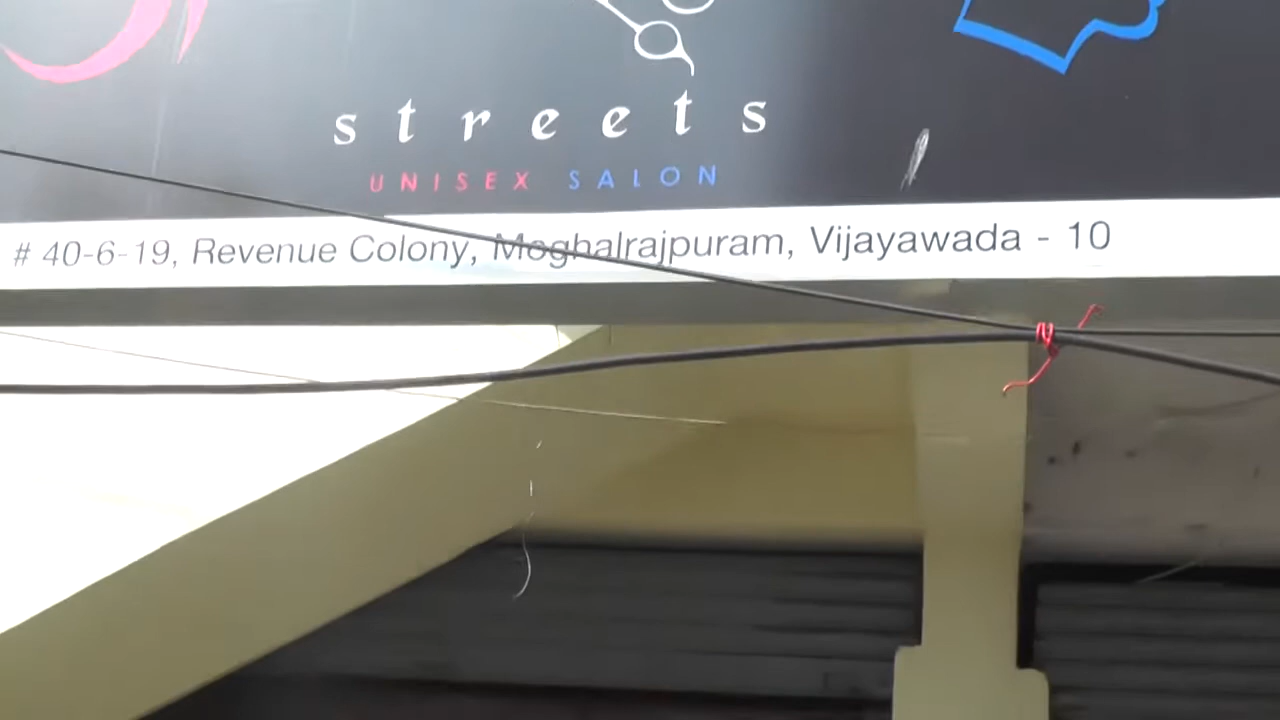 streets
UNISEX SALON
# 40-6-19, Revenue Colony, Moghalrajpuram, Vijayawada - 10